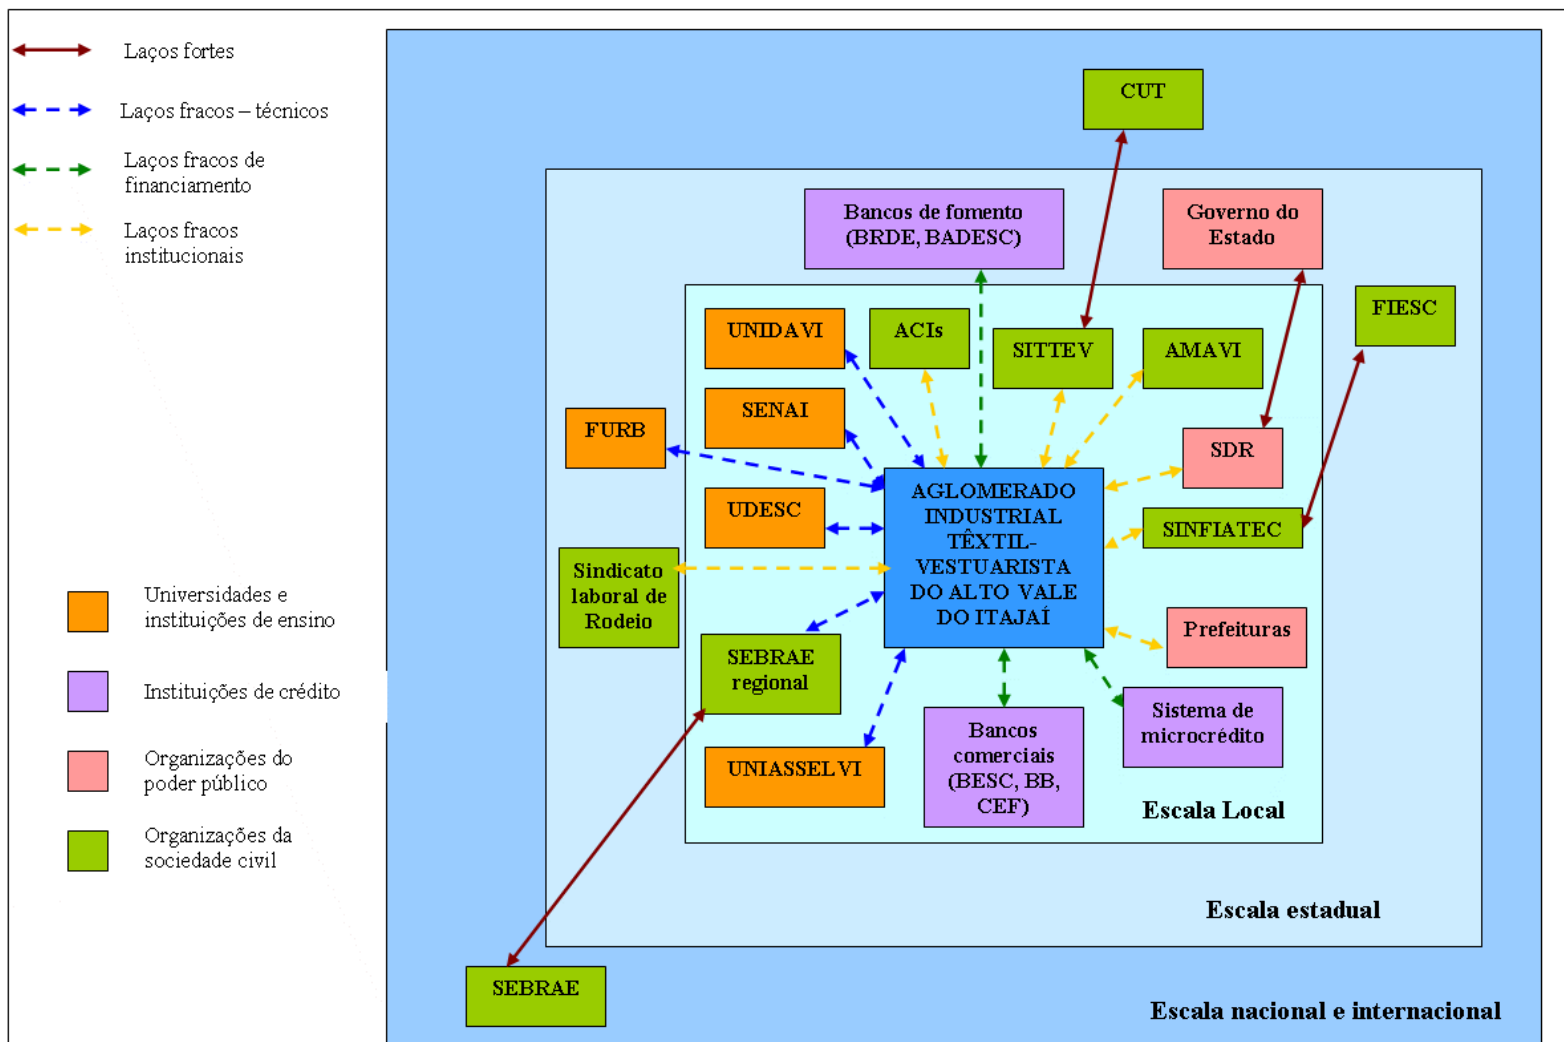 Laços fortes
Laços fracos – técnicos
Laços fracos de
financiamento
Laços fracos
institucionais
Universidades e
instituições de ensino
Instituições de crédito
Organizações do
poder público
Organizações da
sociedade civil
CUT
Bancos de fomento
(BRDE, BADESC)
Governo do
Estado
FIESC
UNIDAVI
ACIs
SITTEV
AMAVI
SENAI
FURB
SDR
UDESC
AGLOMERADO
INDUSTRIAL
TÊXTIL-
VESTUARISTA
DO ALTO VALE
DO ITAJAÍ
SINFIATEC
Sindicato
laboral de
Rodeio
Prefeituras
SEBRAE
regional
Sistema de
microcrédito
Bancos
comerciais
(BESC, BB,
CEF)
UNIASSELVI
Escala Local
Escala estadual
SEBRAE
Escala nacional e internacional